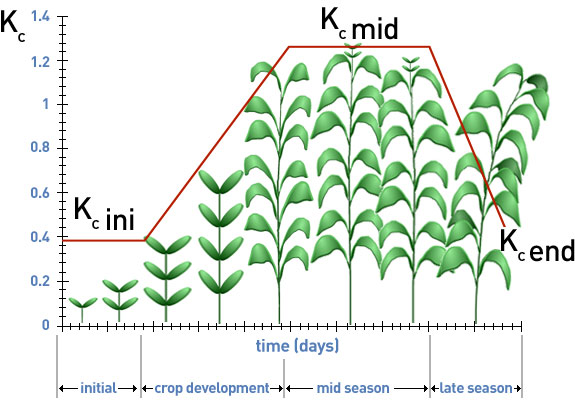 Kc
1.4
1.2
1
0.8
0.6
0.4
0.2
0
Kc ini
Kc mid
Kc end
time (days)
initial
crop development
mid season
late season